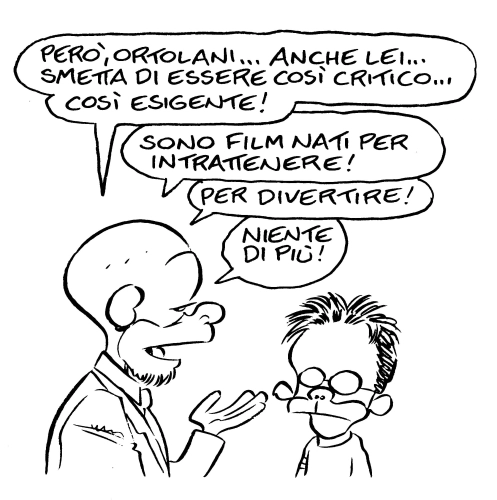 PERÒ, ORTOLANI... ANCHE LEI...
SMETTA DI ESSERE COSÌ CRITICO...
COSÌ ESIGENTE!
SONO FILM NATI PER
INTRATTENERE!
PER DIVERTIRE!
NIENTE
DI PIÙ!